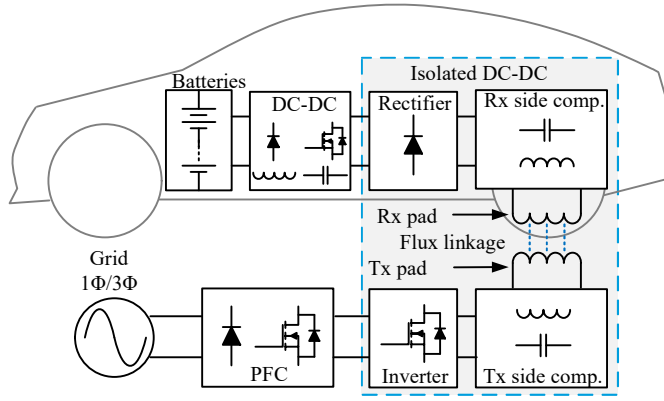 Isolated DC-DC
Batteries
DC-DC
Rectifier
Rx side comp.
Rx pad
Flux linkage
Tx pad
Grid
1Φ/3Φ
PFC
Inverter
Tx side comp.